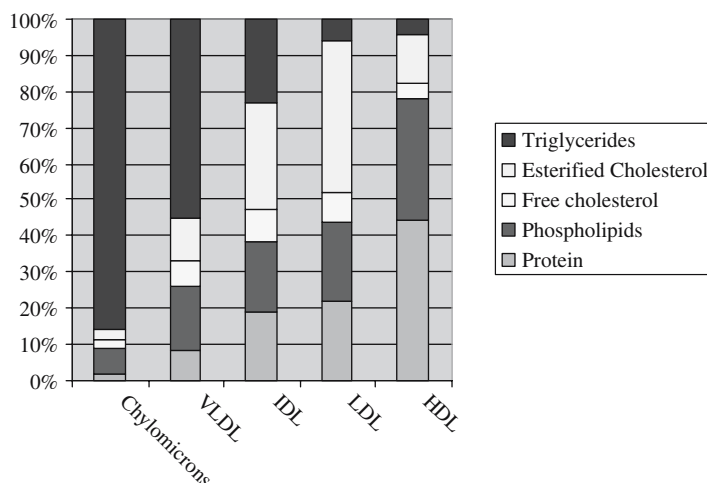 100%
90%
80%
70%
60%
50%
40%
30%
20%
10%
0%
Chylomicrons
VLDL
IDL
LDL
HDL
Triglycerides
Esterified Cholesterol
Free cholesterol
Phospholipids
Protein